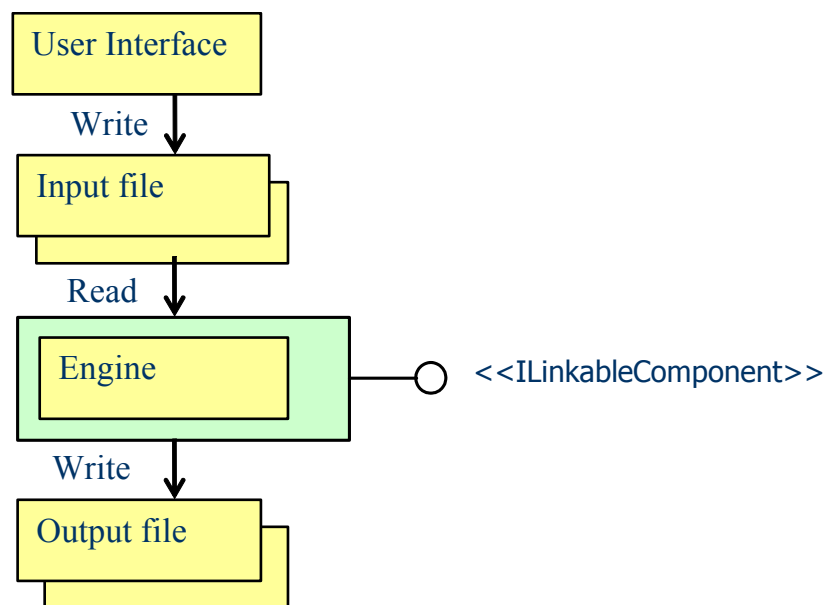 User Interface
Write
Input file
Read
Engine
<<ILinkableComponent>>
Write
Output file